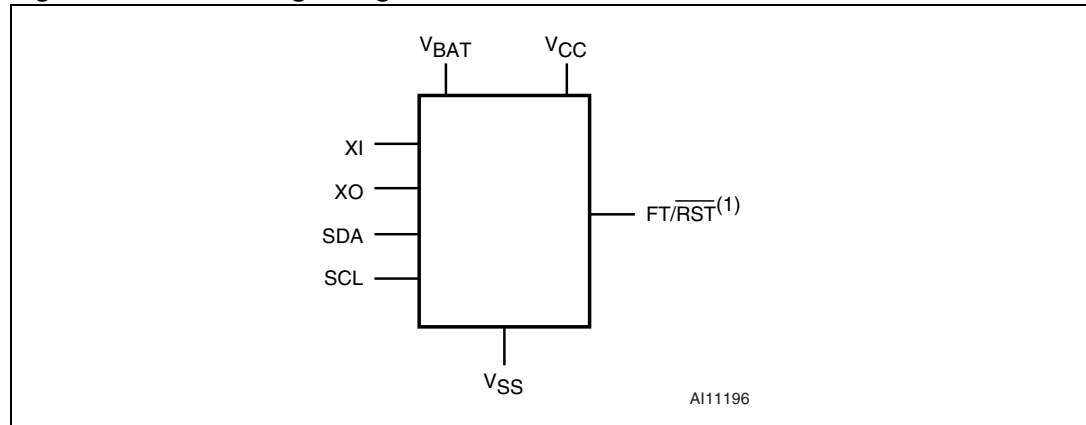 VBAT VCC
XI
XO
SDA
SCL
FT/RST(1)
VSS
AI11196